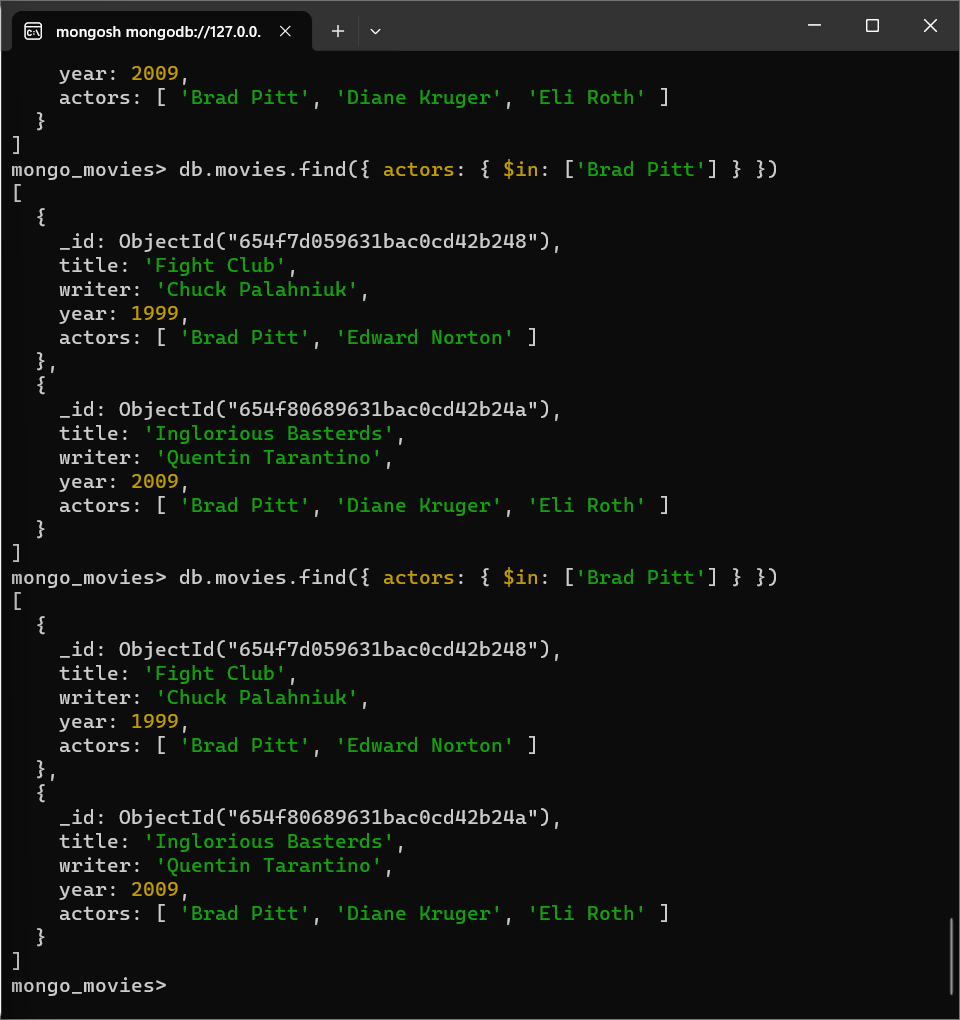 mongosh mongodb://127.0.0.
year: 2009,
actors: [ 'Brad Pitt', 'Diane Kruger', 'Eli Roth' ]
}
]
mongo_movies> db.movies.find({ actors: { $in: ['Brad Pitt'] } })
[
{
_id: ObjectId("654f7d059631bac0cd42b248"),
title: 'Fight Club',
writer: 'Chuck Palahniuk',
year: 1999,
actors: [ 'Brad Pitt', 'Edward Norton' ]
},
{
_id: ObjectId("654f80689631bac0cd42b24a"),
title: 'Inglorious Basterds',
writer: 'Quentin Tarantino',
year: 2009,
actors: [ 'Brad Pitt', 'Diane Kruger', 'Eli Roth' ]
}
]
mongo_movies> db.movies.find({ actors: { $in: ['Brad Pitt'] } })
[
{
_id: ObjectId("654f7d059631bac0cd42b248"),
title: 'Fight Club',
writer: 'Chuck Palahniuk',
year: 1999,
actors: [ 'Brad Pitt', 'Edward Norton' ]
},
{
_id: ObjectId("654f80689631bac0cd42b24a"),
title: 'Inglorious Basterds',
writer: 'Quentin Tarantino',
year: 2009,
actors: [ 'Brad Pitt', 'Diane Kruger', 'Eli Roth' ]
}
]
mongo_movies>